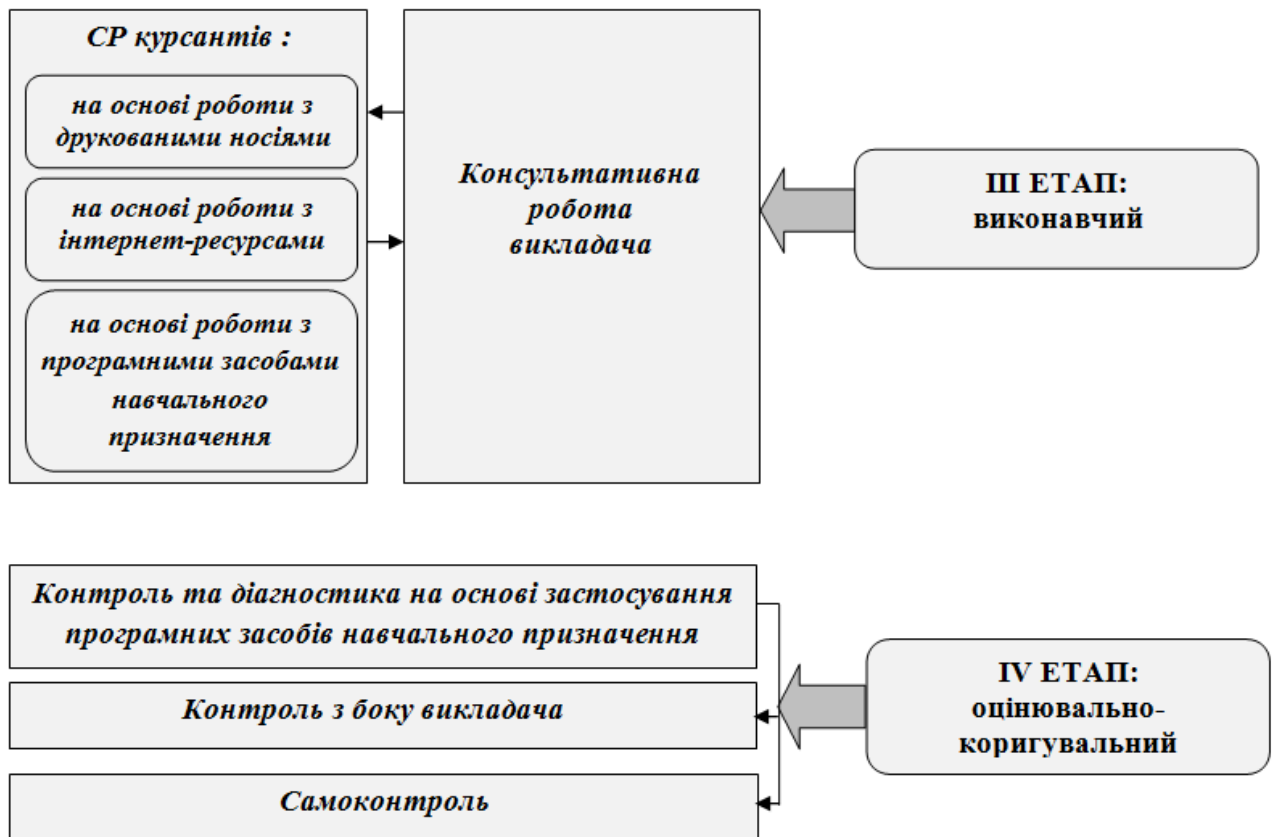 СР курсантів :
на основі роботи з
друкованими носіями
на основі роботи з
інтернет-ресурсами
на основі роботи з
програмними засобами
навчального
призначення
Консультативна
робота
викладача
ІІІ ЕТАП:
виконавчий
Контроль та діагностика на основі застосування
програмних засобів навчального призначення
Контроль з боку викладача
Самоконтроль
IV ЕТАП:
оцінювально-
коригувальний